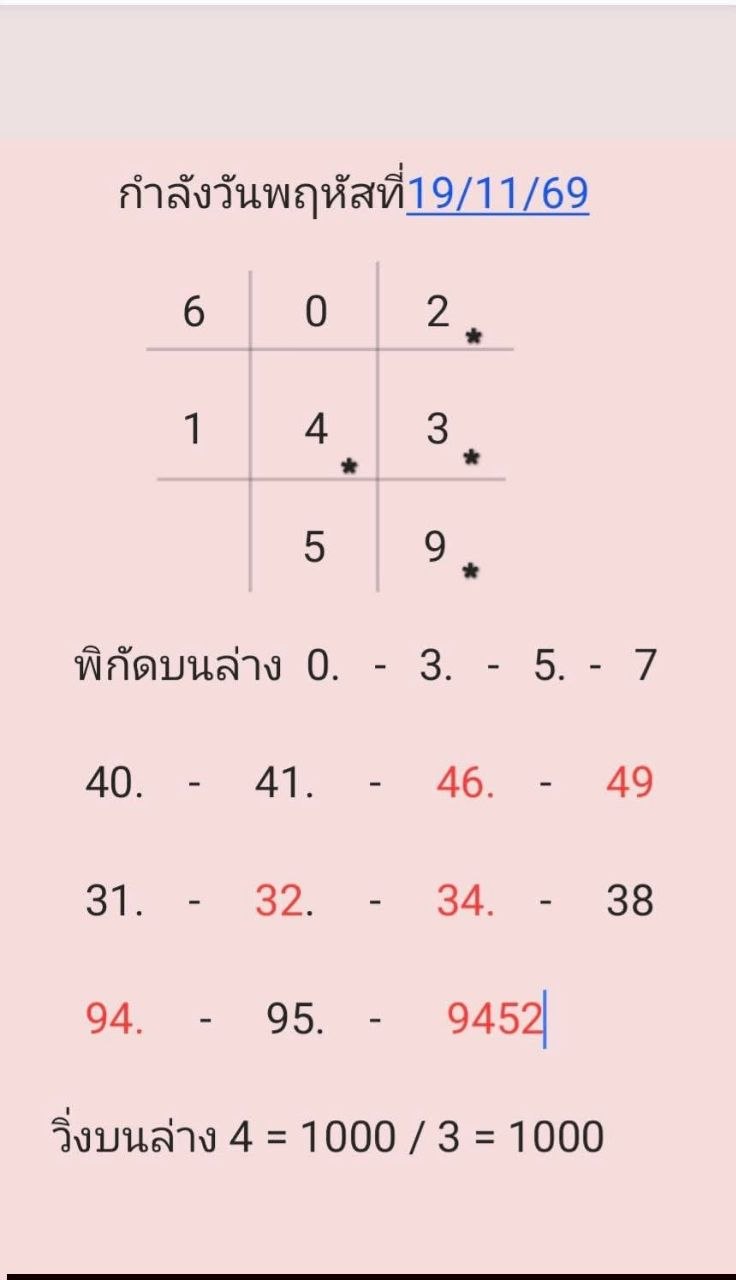 กำลังวันพฤหัสที่19/11/69
6 0 2*
1 4* 3*
5 9*
พิกัดบนล่าง 0. - 3. - 5. - 7
40. - 41. - 46. - 49
31. - 32. - 34. - 38
94. - 95. - 9452
วิ่งบนล่าง 4 = 1000 / 3 = 1000